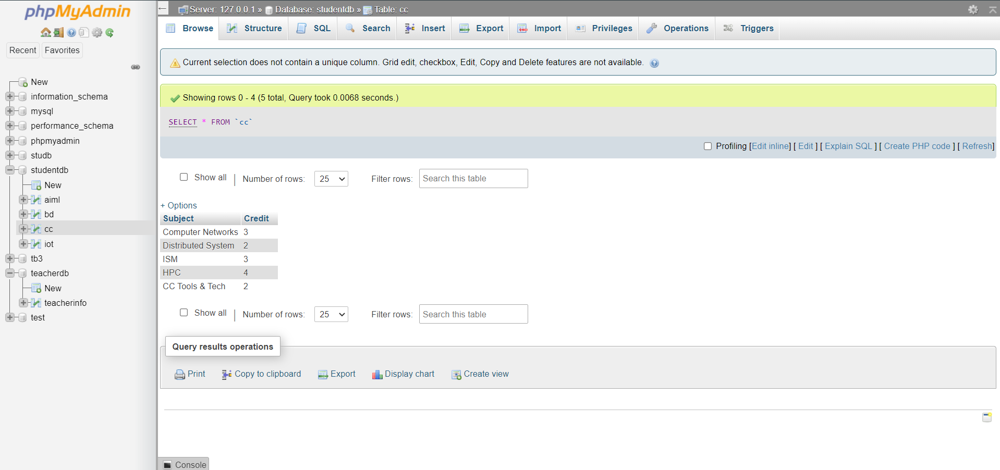 phpMyAdmin
Recent Favorites
New
information_schema
mysql
performance_schema
phpmyadmin
studb
studentdb
New
aiml
bd
cc
iot
tb3
teacherdb
New
teacherinfo
test
Server: 127.0.0.1 » Database: studentdb » Table: cc
Browse Structure SQL Search Insert Export Import Privileges Operations Triggers
Current selection does not contain a unique column. Grid edit, checkbox, Edit, Copy and Delete features are not available.
Showing rows 0 - 4 (5 total, Query took 0.0068 seconds.)
SELECT * FROM `cc`
Profiling [Edit inline] [ Edit ] [ Explain SQL ] [ Create PHP code ] [ Refresh]
Show all | Number of rows: 25 Filter rows: Search this table
+ Options
Subject Credit
Computer Networks 3
Distributed System 2
ISM 3
HPC 4
CC Tools & Tech 2
Show all | Number of rows: 25 Filter rows: Search this table
Query results operations
Print Copy to clipboard Export Display chart Create view
Console